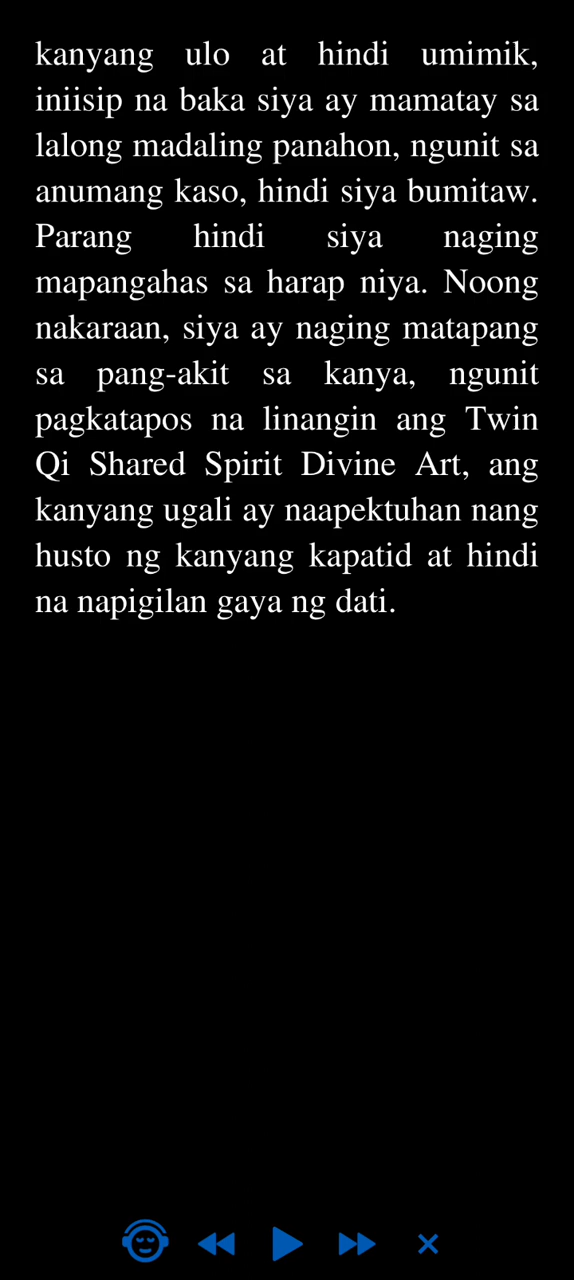 kanyang ulo at hindi umimik,
iniisip na baka siya ay mamatay sa
lalong madaling panahon, ngunit sa
anumang kaso, hindi siya bumitaw.
Parang hindi siya naging
mapangahas sa harap niya. Noong
nakaraan, siya ay naging matapang
sa pang-akit sa kanya, ngunit
pagkatapos na linangin ang Twin
Qi Shared Spirit Divine Art, ang
kanyang ugali ay naapektuhan nang
husto ng kanyang kapatid at hindi
na napigilan gaya ng dati.